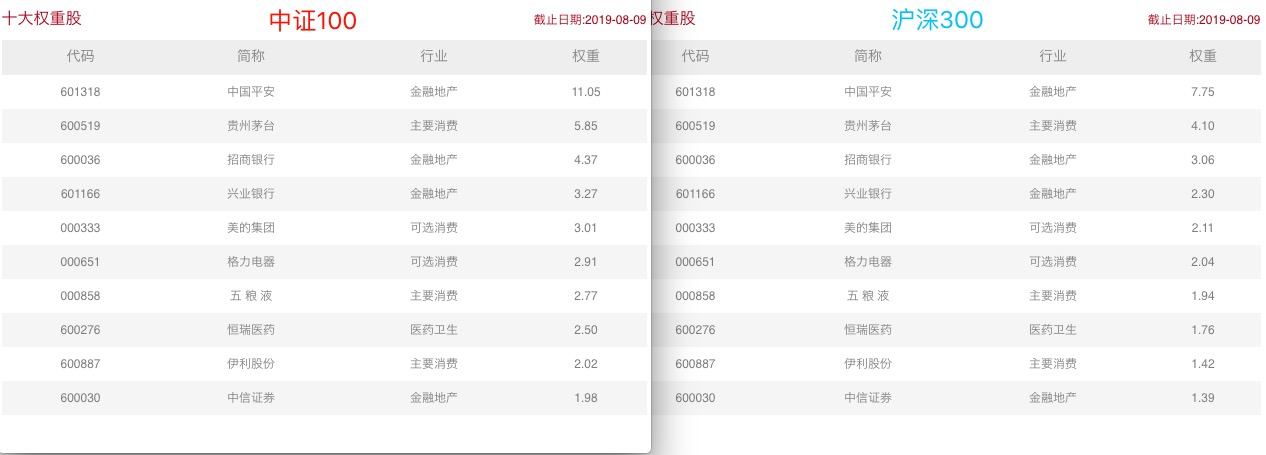 十大权重股 中证100 截止日期:2019-08-09
代码 简称 行业 权重
601318 中国平安 金融地产 11.05
600519 贵州茅台 主要消费 5.85
600036 招商银行 金融地产 4.37
601166 兴业银行 金融地产 3.27
000333 美的集团 可选消费 3.01
000651 格力电器 可选消费 2.91
000858 五 粮 液 主要消费 2.77
600276 恒瑞医药 医药卫生 2.50
600887 伊利股份 主要消费 2.02
600030 中信证券 金融地产 1.98
权重股 沪深300 截止日期:2019-08-09
代码 简称 行业 权重
601318 中国平安 金融地产 7.75
600519 贵州茅台 主要消费 4.10
600036 招商银行 金融地产 3.06
601166 兴业银行 金融地产 2.30
000333 美的集团 可选消费 2.11
000651 格力电器 可选消费 2.04
000858 五 粮 液 主要消费 1.94
600276 恒瑞医药 医药卫生 1.76
600887 伊利股份 主要消费 1.42
600030 中信证券 金融地产 1.39